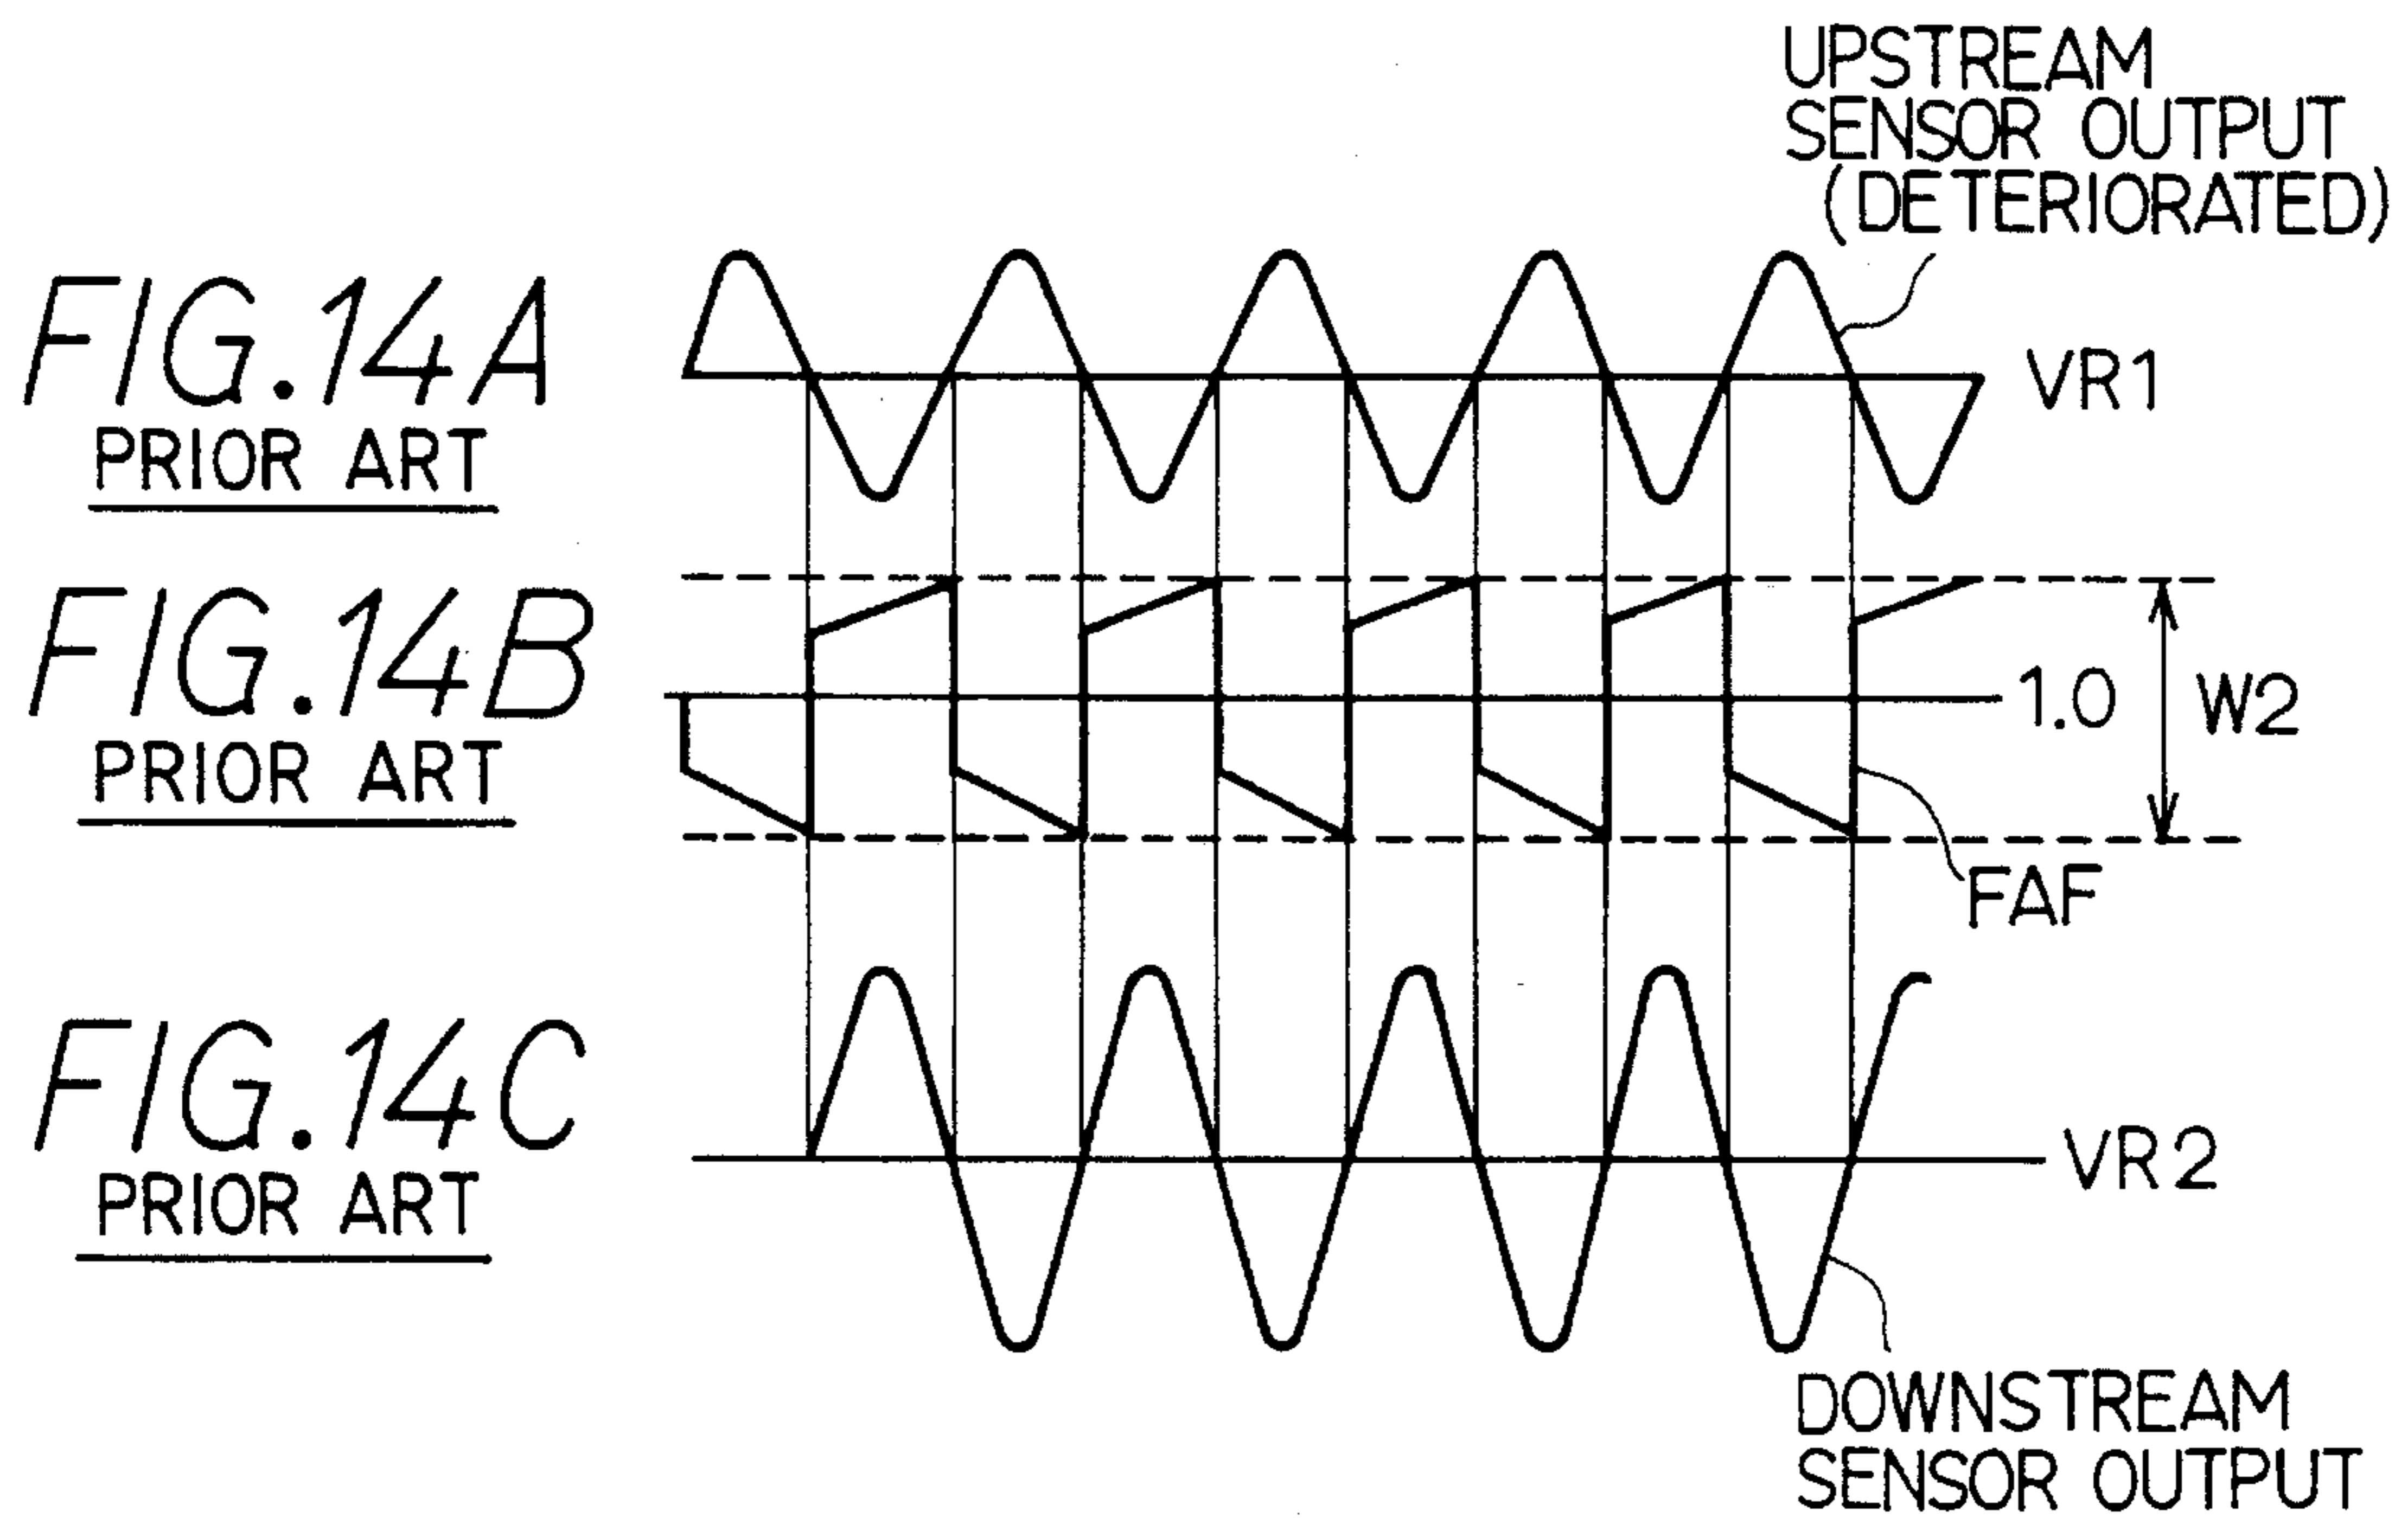 UPSTREAM
SENSOR OUTPUT
(DETERIORATED)
FIG.14A
PRIOR ART
VR1
FIG.14B
PRIOR ART
1.0
W2
FAF
FIG.14C
PRIOR ART
VR2
DOWNSTREAM
SENSOR OUTPUT